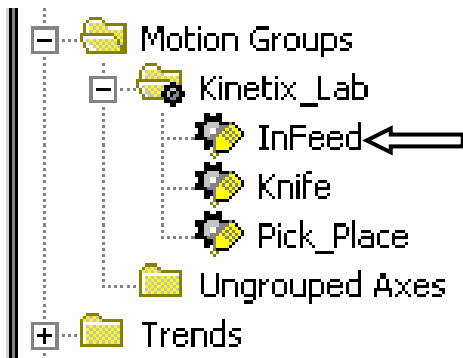 Motion Groups
Kinetix_Lab
InFeed
Knife
Pick_Place
Ungrouped Axes
Trends